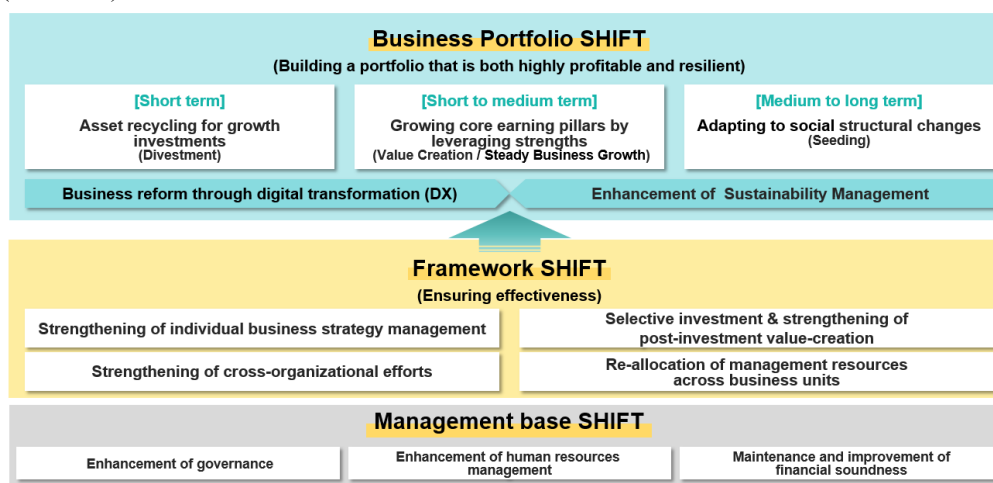 Business Portfolio SHIFT
(Building a portfolio that is both highly profitable and resilient)
[Short term]
Asset recycling for growth
investments
(Divestment)
[Short to medium term]
Growing core earning pillars by
leveraging strengths
(Value Creation / Steady Business Growth)
[Medium to long term]
Adapting to social structural changes
(Seeding)
Business reform through digital transformation (DX)
Enhancement of Sustainability Management
Framework SHIFT
(Ensuring effectiveness)
Strengthening of individual business strategy management
Selective investment & strengthening of
post-investment value-creation
Strengthening of cross-organizational efforts
Re-allocation of management resources
across business units
Management base SHIFT
Enhancement of governance
Enhancement of human resources
management
Maintenance and improvement of
financial soundness